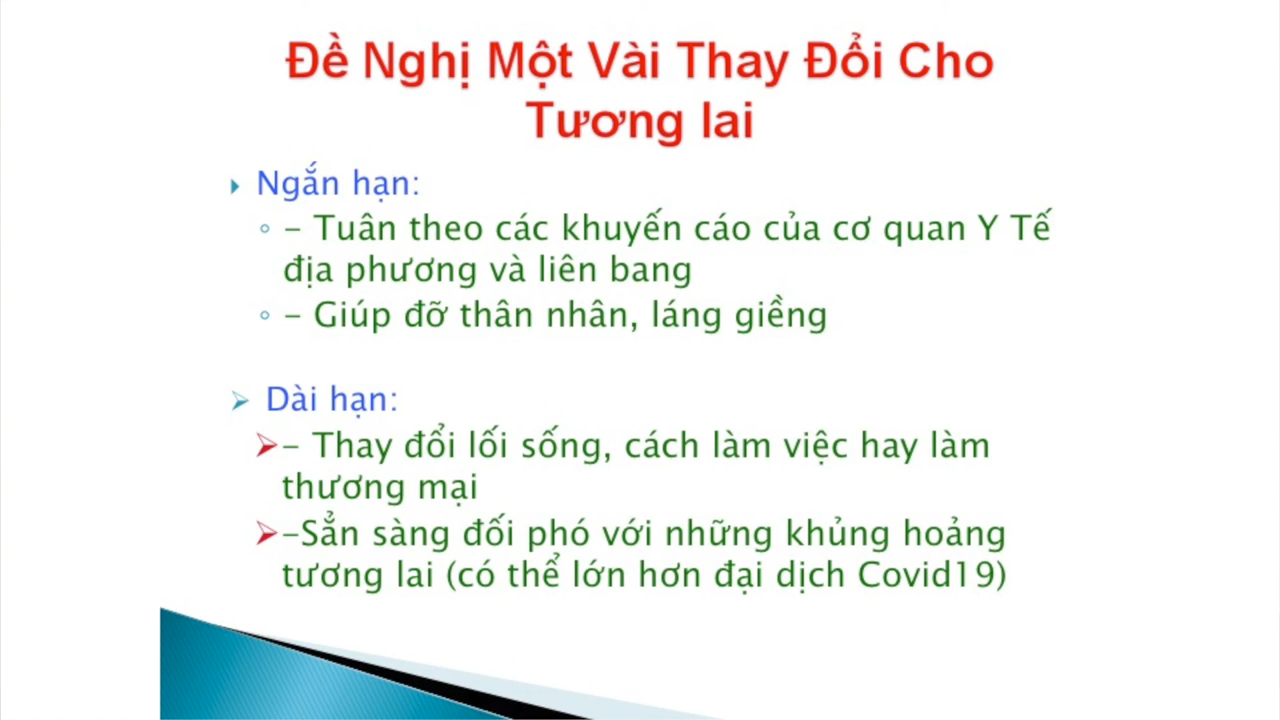 Đề Nghị Một Vài Thay Đổi Cho
Tương lai
Ngắn hạn:
- Tuân theo các khuyến cáo của cơ quan Y Tế
địa phương và liên bang
- Giúp đỡ thân nhân, láng giềng
Dài hạn:
- Thay đổi lối sống, cách làm việc hay làm
thương mại
-Sẳn sàng đối phó với những khủng hoảng
tương lai (có thể lớn hơn đại dịch Covid19)